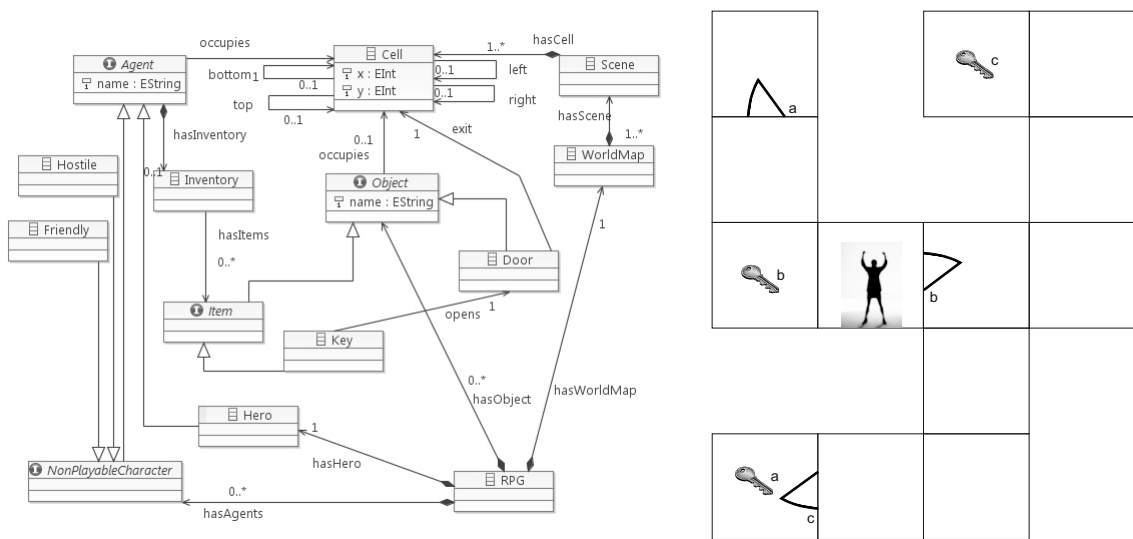 occupies
hasCell
1..*
Agent
name : EString
Cell
x : EInt
y : EInt
Scene
bottom
1
0..1
0..1
left
top
0..1
0..1
right
hasInventory
hasScene
1..*
exit
1
occupies
0..1
WorldMap
Hostile
0..1
Inventory
Object
name : EString
1
Friendly
hasItems
0..*
Door
Item
opens
1
Key
0..*
hasObject
hasWorldMap
Hero
1
hasHero
NonPlayableCharacter
0..*
hasAgents
RPG
a
c
b
b
a
c